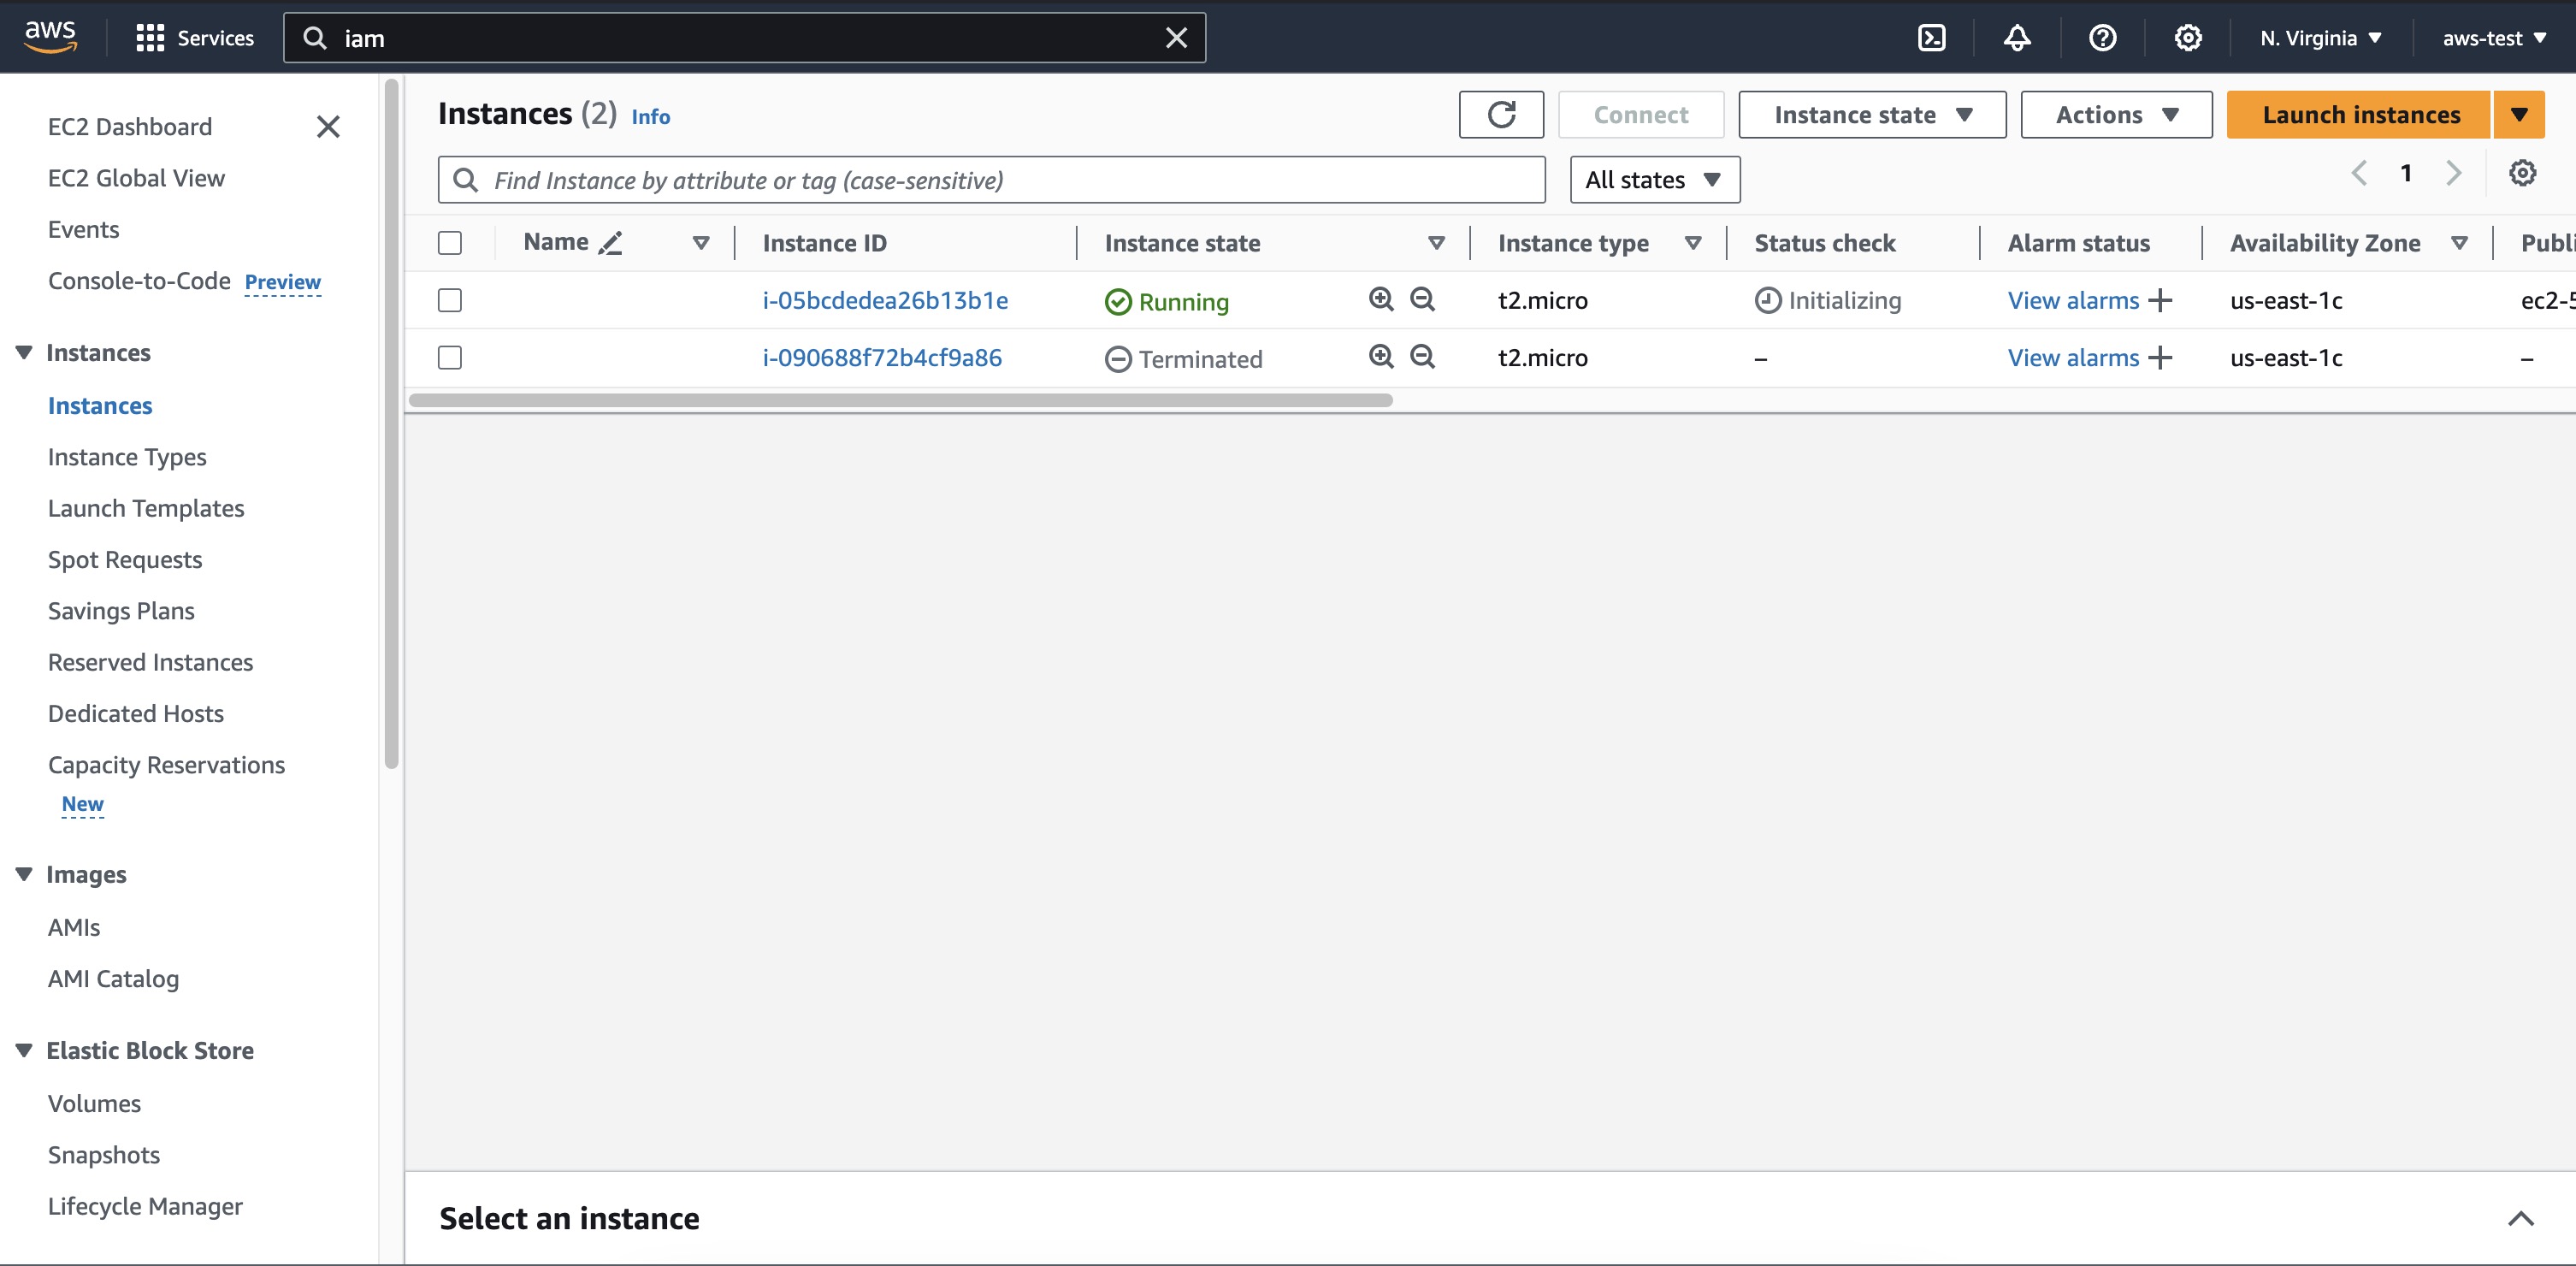 aws
Services
iam
N. Virginia
aws-test
EC2 Dashboard
EC2 Global View
Events
Console-to-Code Preview
Instances
Instances
Instance Types
Launch Templates
Spot Requests
Savings Plans
Reserved Instances
Dedicated Hosts
Capacity Reservations
New
Images
AMIs
AMI Catalog
Elastic Block Store
Volumes
Snapshots
Lifecycle Manager
Instances (2) Info
Connect
Instance state
Actions
Launch instances
Find Instance by attribute or tag (case-sensitive)
All states
1
Name Instance ID Instance state Instance type Status check Alarm status Availability Zone Publi
i-05bcdedea26b13b1e Running t2.micro Initializing View alarms + us-east-1c ec2-5
i-090688f72b4cf9a86 Terminated t2.micro – View alarms + us-east-1c –
Select an instance